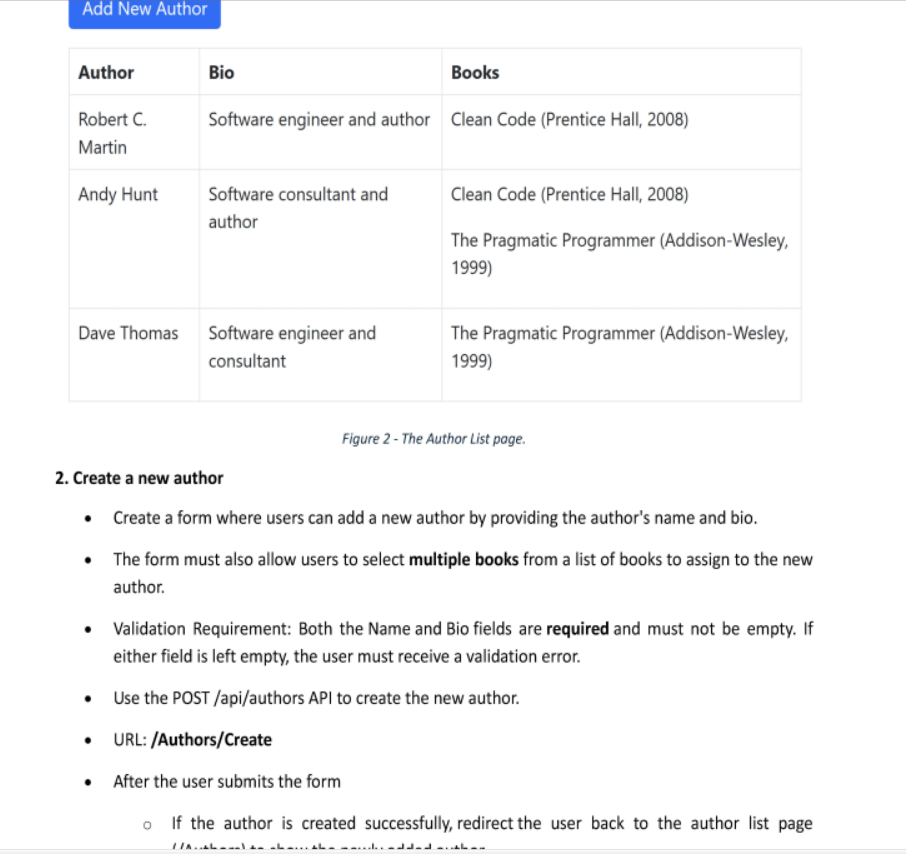 Add New Author
Author Bio Books
Robert C. Software engineer and author Clean Code (Prentice Hall, 2008)
Martin
Andy Hunt Software consultant and Clean Code (Prentice Hall, 2008)
author
The Pragmatic Programmer (Addison-Wesley,
1999)
Dave Thomas Software engineer and The Pragmatic Programmer (Addison-Wesley,
consultant 1999)
Figure 2 - The Author List page.
2. Create a new author
• Create a form where users can add a new author by providing the author's name and bio.
• The form must also allow users to select multiple books from a list of books to assign to the new
author.
• Validation Requirement: Both the Name and Bio fields are required and must not be empty. If
either field is left empty, the user must receive a validation error.
• Use the POST /api/authors API to create the new author.
• URL: /Authors/Create
• After the user submits the form
o If the author is created successfully, redirect the user back to the author list page
(/Authors) to show the newly added author.